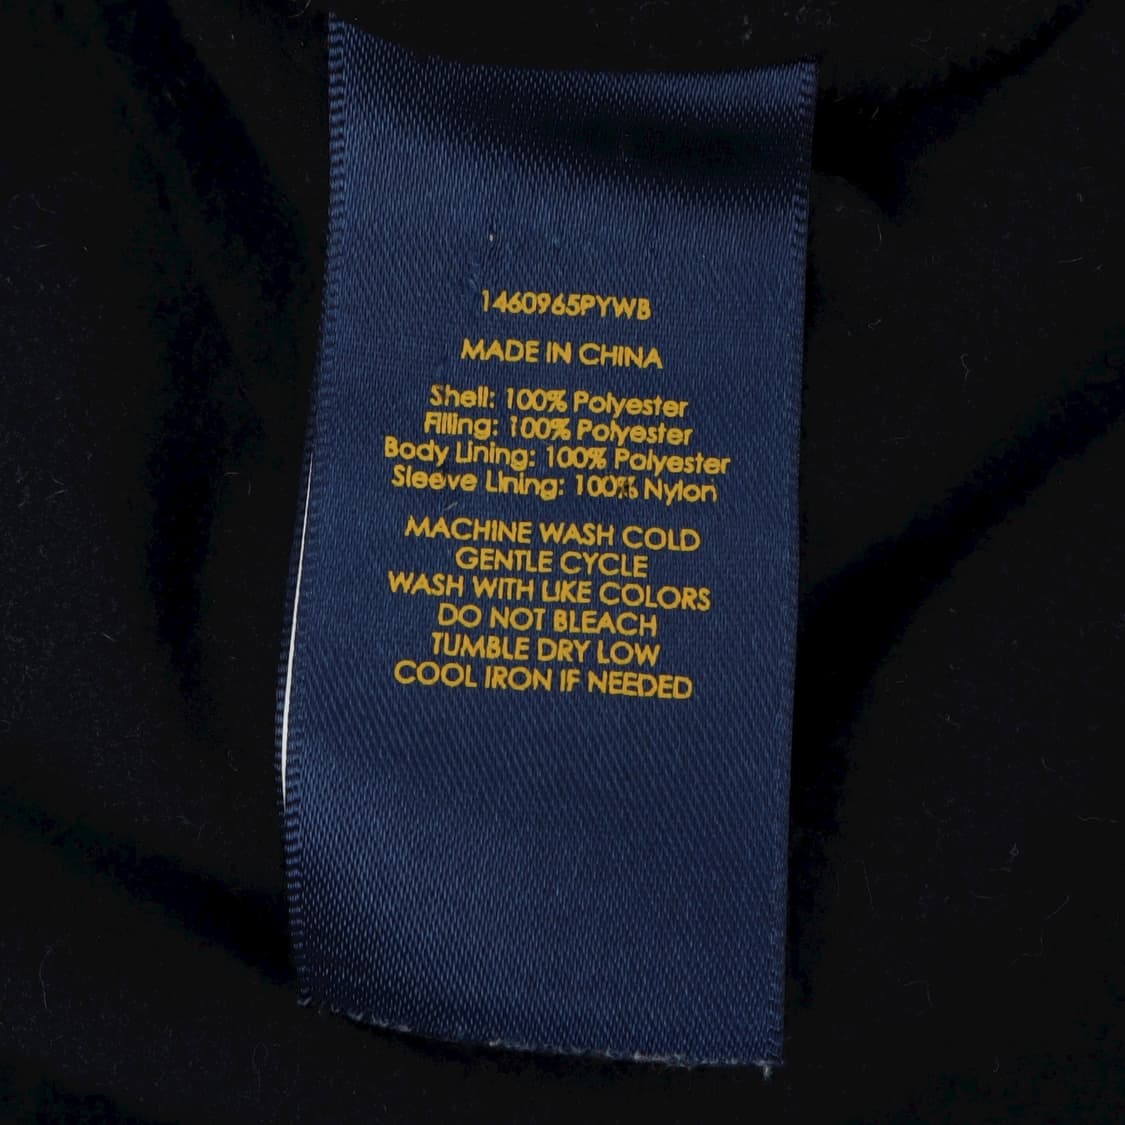 1460965PYWB
MADE IN CHINA
Shell: 100% Polyester
Filling: 100% Polyester
Body Lining: 100% Polyester
Sleeve Lining: 100% Nylon
MACHINE WASH COLD
GENTLE CYCLE
WASH WITH LIKE COLORS
DO NOT BLEACH
TUMBLE DRY LOW
COOL IRON IF NEEDED